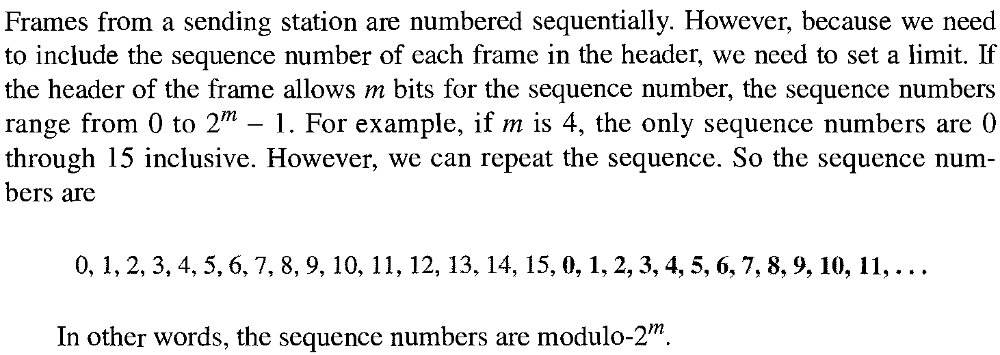 Frames from a sending station are numbered sequentially. However, because we need
to include the sequence number of each frame in the header, we need to set a limit. If
the header of the frame allows m bits for the sequence number, the sequence numbers
range from 0 to 2^m – 1. For example, if m is 4, the only sequence numbers are 0
through 15 inclusive. However, we can repeat the sequence. So the sequence num-
bers are
0, 1, 2, 3, 4, 5, 6, 7, 8, 9, 10, 11, 12, 13, 14, 15, 0, 1, 2, 3, 4, 5, 6, 7, 8, 9, 10, 11, . . .
In other words, the sequence numbers are modulo-2^m.